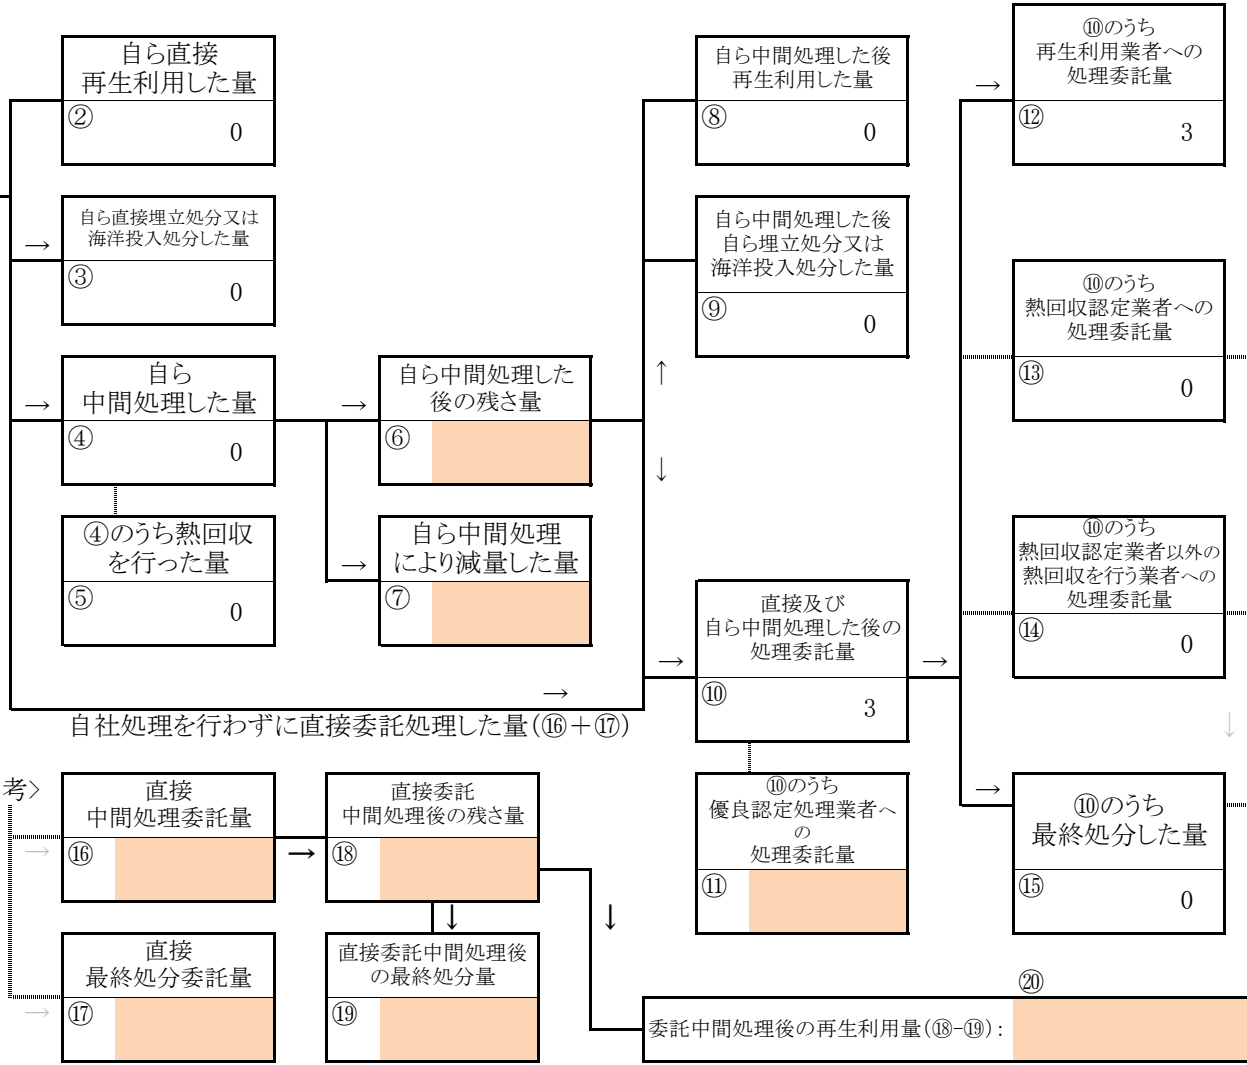 自ら直接
再生利用した量
②
0
自ら直接埋立処分又は
海洋投入処分した量
→
③
0
自ら
中間処理した量
→
④
0
④のうち熱回収
を行った量
⑤
0
自ら中間処理した
後の残さ量
→
⑥
自ら中間処理
により減量した量
→
⑦
自ら中間処理した後
再生利用した量
⑧
0
自ら中間処理した後
自ら埋立処分又は
海洋投入処分した量
⑨
0
↑
↓
直接及び
自ら中間処理した後の
処理委託量
→
⑩
3
→
⑩のうち
優良認定処理業者へ
の
処理委託量
⑪
⑩のうち
再生利用業者への
処理委託量
→
⑫
3
⑩のうち
熱回収認定業者への
処理委託量
⑬
0
⑩のうち
熱回収認定業者以外の
熱回収を行う業者への
処理委託量
⑭
0
↓
⑩のうち
最終処分した量
→
⑮
0
→
自社処理を行わずに直接委託処理した量(⑯+⑰)
考>
直接
中間処理委託量
→
⑯
→
直接委託
中間処理後の残さ量
⑱
↓
↓
直接
最終処分委託量
→
⑰
直接委託中間処理後
の最終処分量
⑲
⑳
委託中間処理後の再生利用量(⑱-⑲):